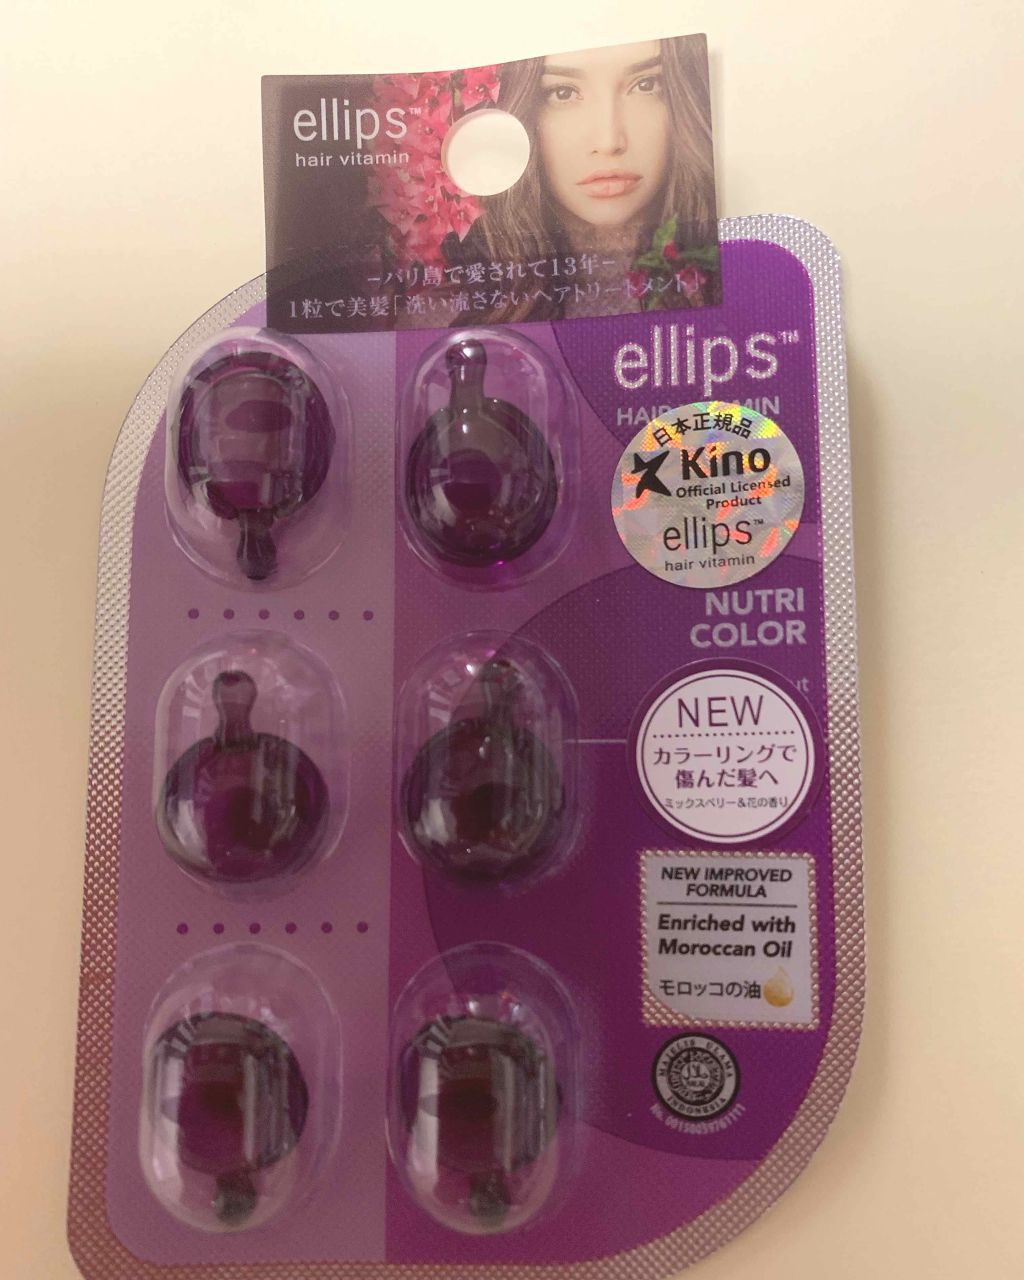 ellips™
hair vitamin
−バリ島で愛されて13年−
1粒で美髪「洗い流さないヘアトリートメント」
ellips™
日本正規品
Kino
Official Licensed
Product
ellips™
hair vitamin
NUTRI
COLOR
NEW
カラーリングで
傷んだ髪へ
ミックスベリー&花の香り
NEW IMPROVED
FORMULA
Enriched with
Moroccan Oil
モロッコの油
MAJELIS ULAMA
INDONESIA